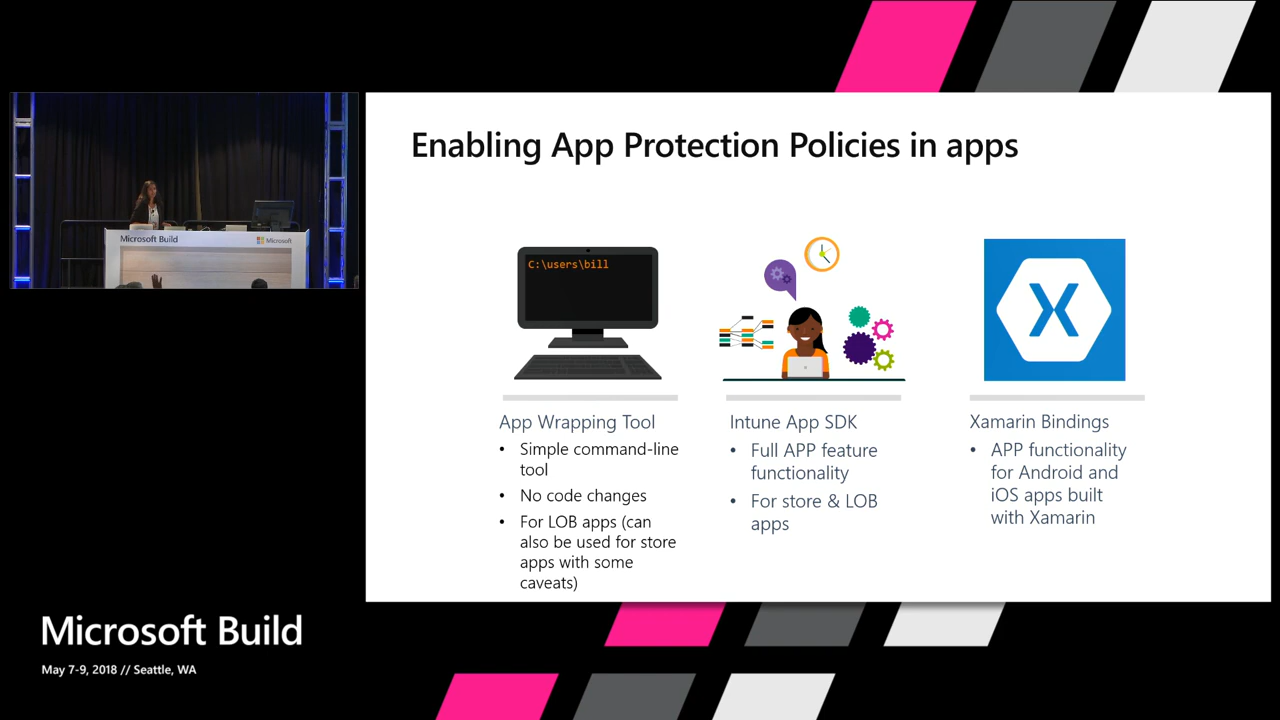 Enabling App Protection Policies in apps
C:\users\bill
App Wrapping Tool
• Simple command-line
tool
• No code changes
• For LOB apps (can
also be used for store
apps with some
caveats)
Intune App SDK
• Full APP feature
functionality
• For store & LOB
apps
Xamarin Bindings
• APP functionality
for Android and
iOS apps built
with Xamarin
Microsoft Build
Microsoft
Microsoft Build
May 7-9, 2018 // Seattle, WA